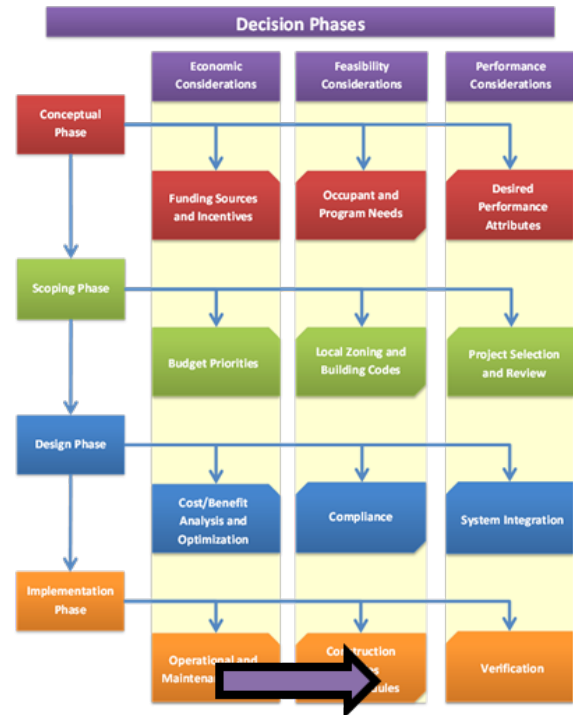 Decision Phases
Economic
Considerations
Feasibility
Considerations
Performance
Considerations
Conceptual
Phase
Funding Sources
and Incentives
Occupant and
Program Needs
Desired
Performance
Attributes
Scoping Phase
Budget Priorities
Local Zoning and
Building Codes
Project Selection
and Review
Design Phase
Cost/Benefit
Analysis and
Optimization
Compliance
System Integration
Implementation
Phase
Operational and
Construction
Verification